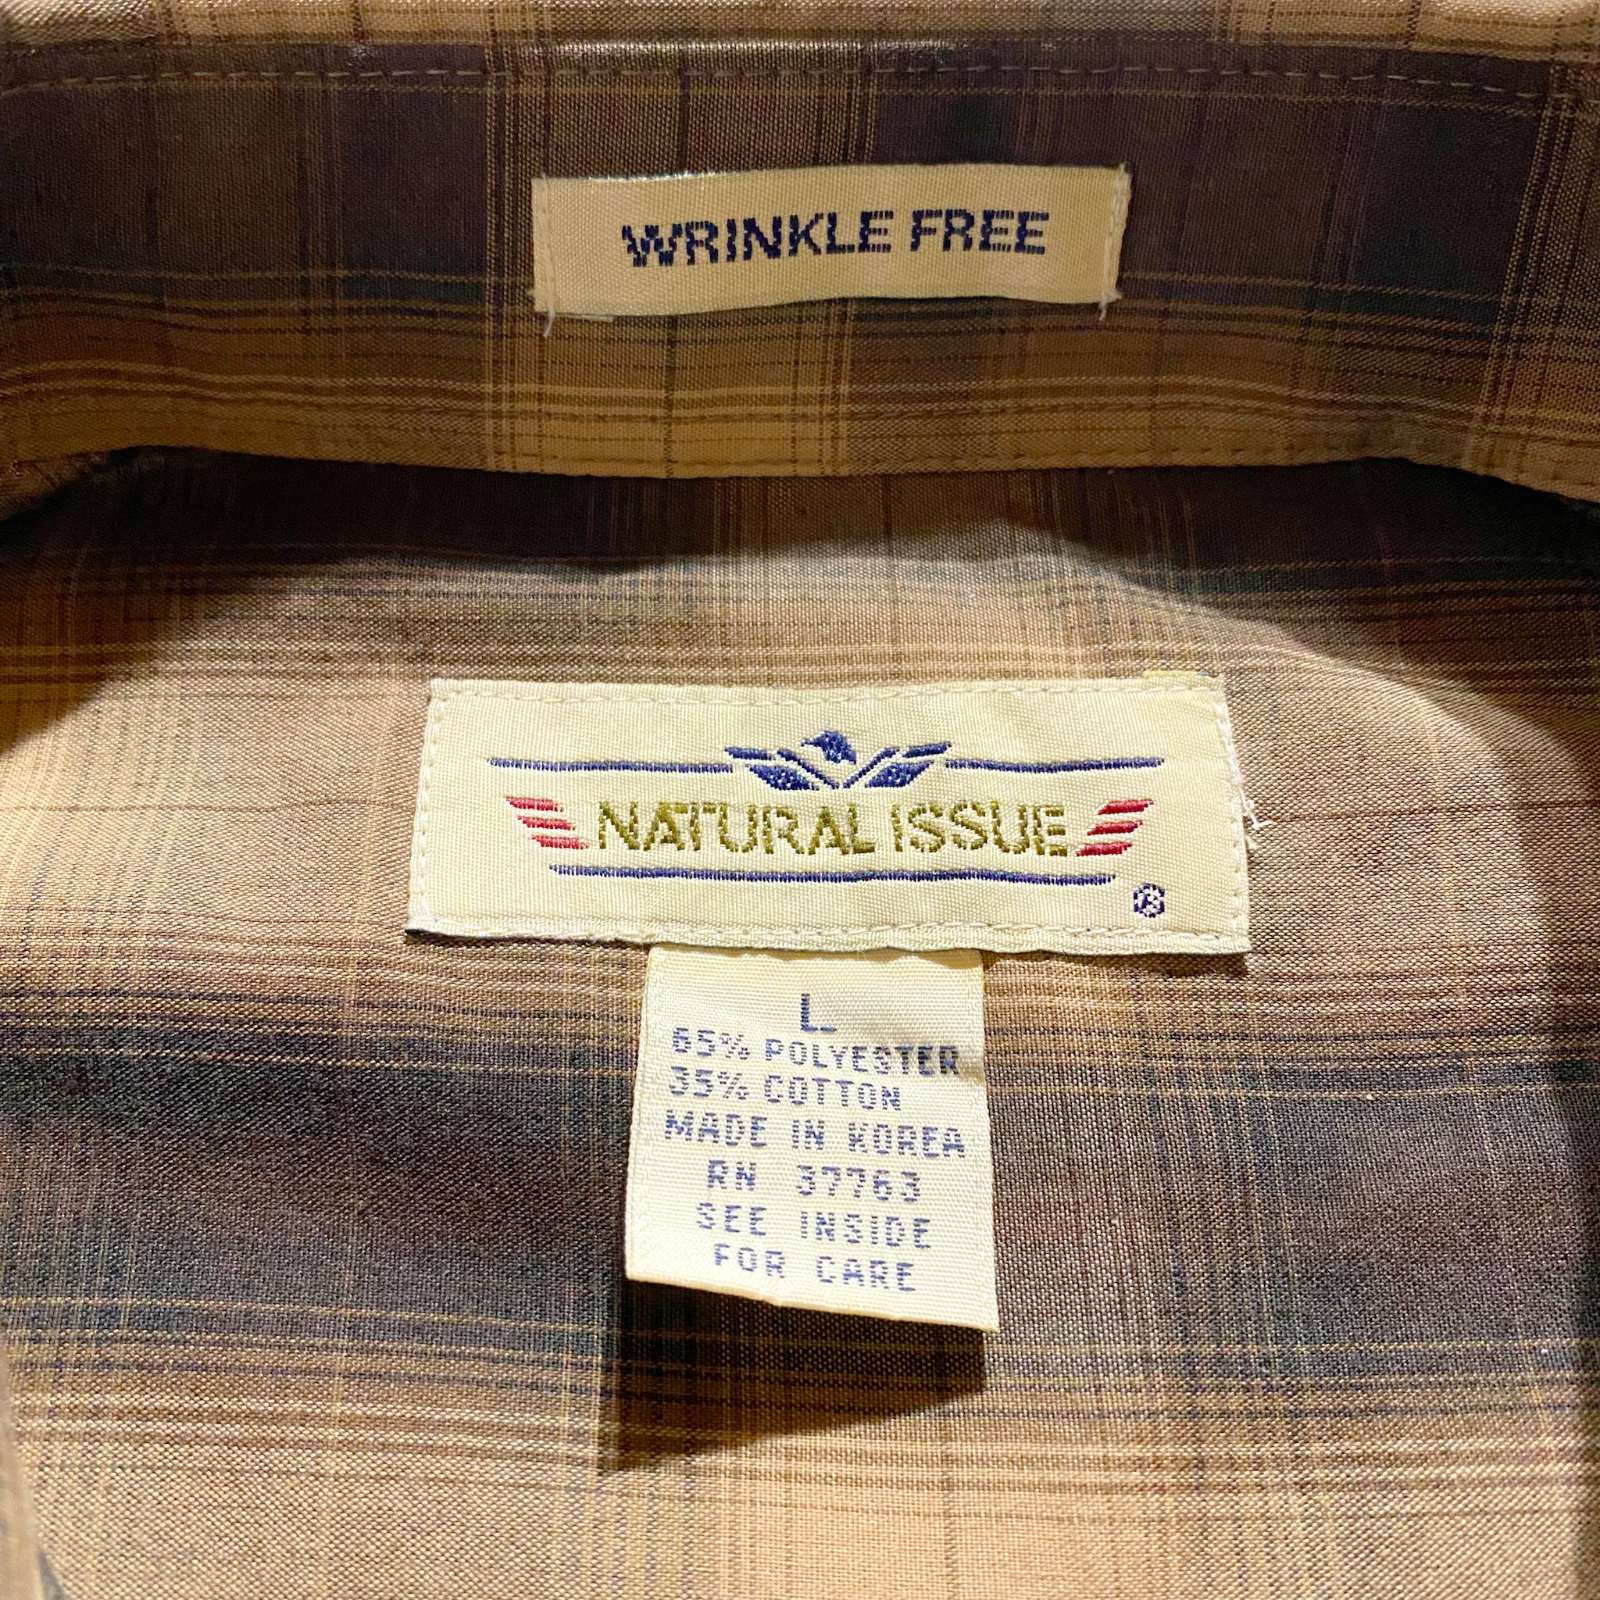 WRINKLE FREE
NATURAL ISSUE
®
L
65% POLYESTER
35% COTTON
MADE IN KOREA
RN 37763
SEE INSIDE
FOR CARE